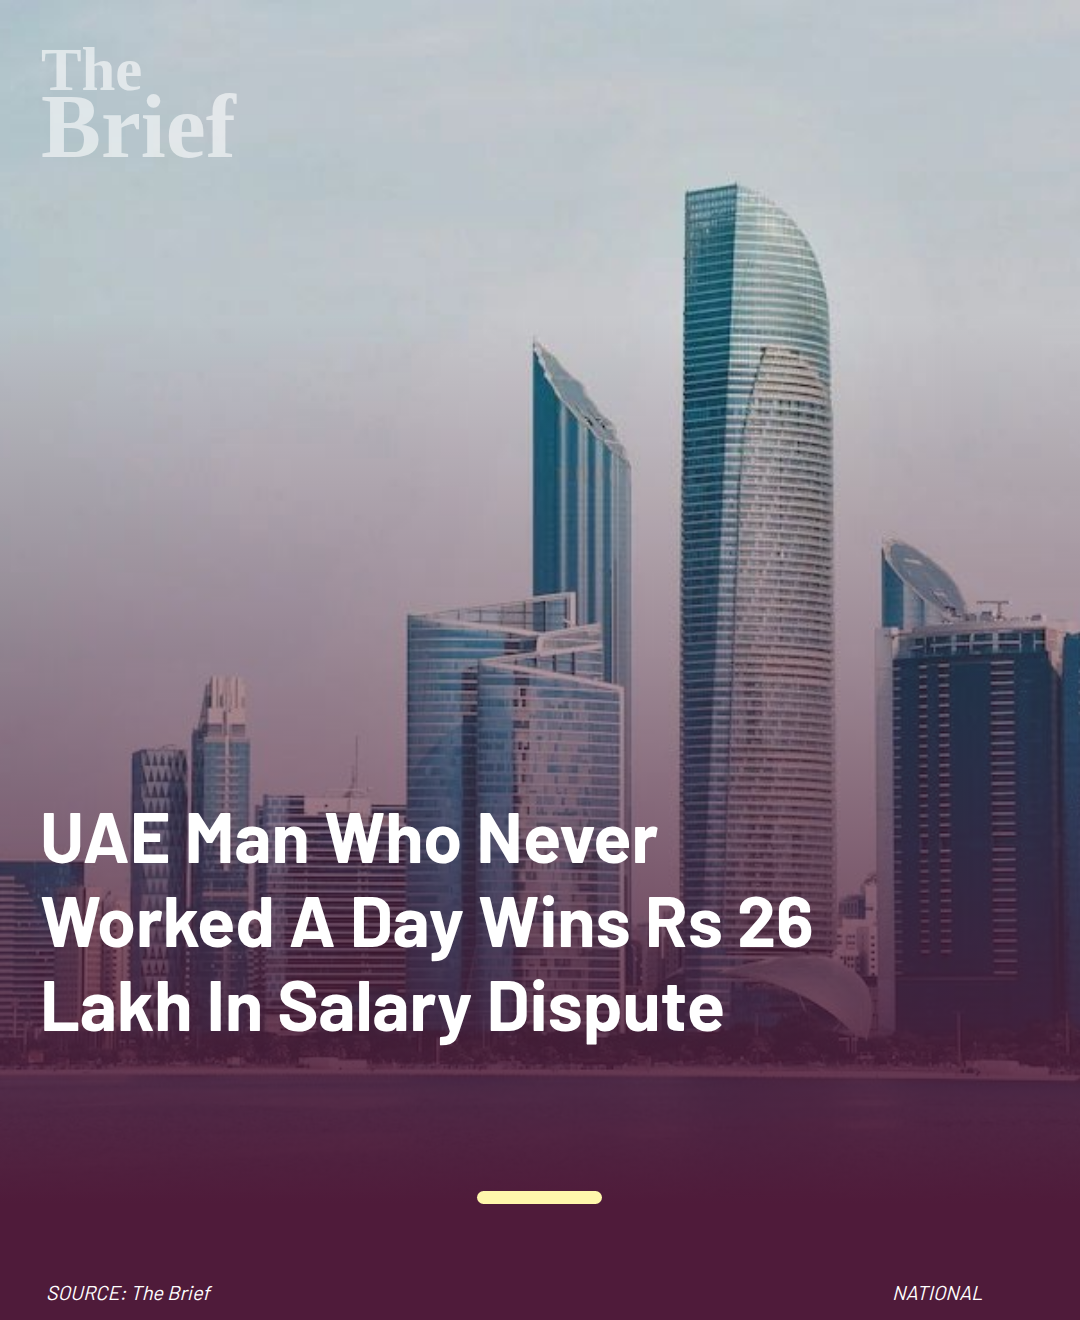 The
Brief
UAE Man Who Never
Worked A Day Wins Rs 26
Lakh In Salary Dispute
SOURCE: The Brief
NATIONAL